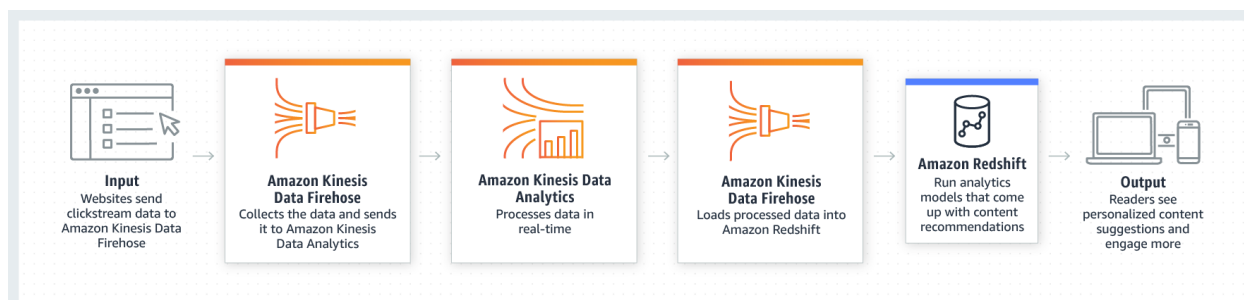 Input
Websites send
clickstream data to
Amazon Kinesis Data
Firehose
Amazon Kinesis
Data Firehose
Collects the data and sends
it to Amazon Kinesis
Data Analytics
Amazon Kinesis Data
Analytics
Processes data in
real-time
Amazon Kinesis
Data Firehose
Loads processed data into
Amazon Redshift
Amazon Redshift
Run analytics
models that come
up with content
recommendations
Output
Readers see
personalized content
suggestions and
engage more